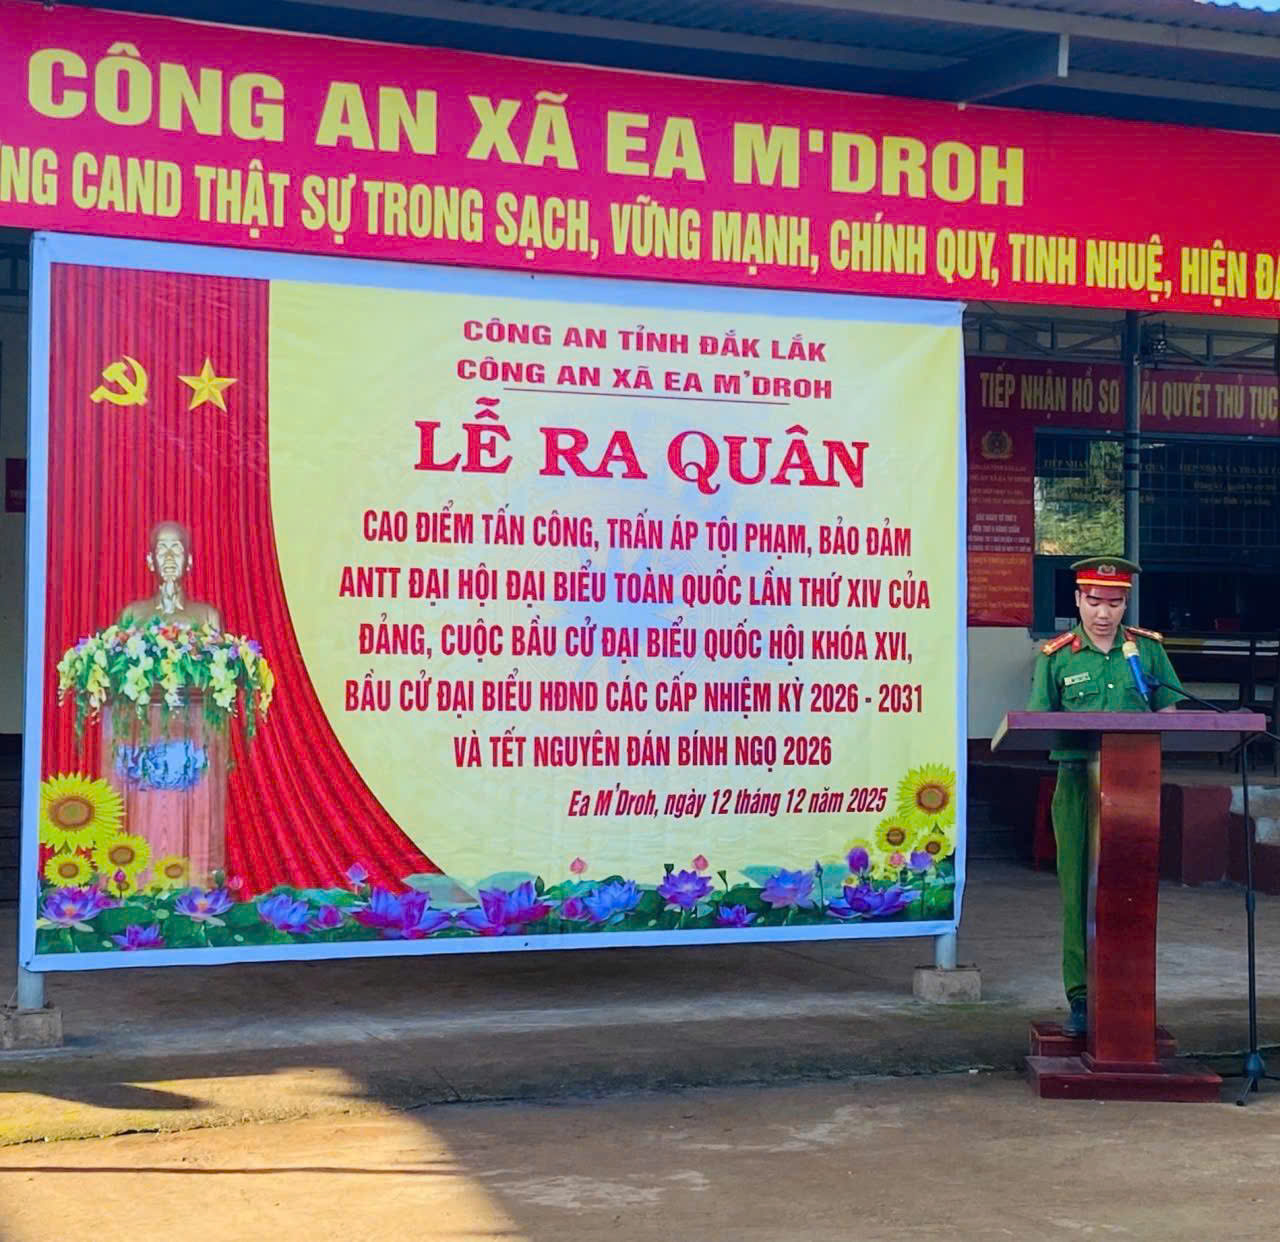 CÔNG AN XÃ EA M'DROH
NG CAND THẬT SỰ TRONG SẠCH, VỮNG MẠNH, CHÍNH QUY, TINH NHUỆ, HIỆN ĐẠ
CÔNG AN TỈNH ĐẮK LẮK
CÔNG AN XÃ EA M'DROH
LỄ RA QUÂN
CAO ĐIỂM TẤN CÔNG, TRẤN ÁP TỘI PHẠM, BẢO ĐẢM
ANTT ĐẠI HỘI ĐẠI BIỂU TOÀN QUỐC LẦN THỨ XIV CỦA
ĐẢNG, CUỘC BẦU CỬ ĐẠI BIỂU QUỐC HỘI KHÓA XVI,
BẦU CỬ ĐẠI BIỂU HĐND CÁC CẤP NHIỆM KỲ 2026 - 2031
VÀ TẾT NGUYÊN ĐÁN BÍNH NGỌ 2026
Ea M'Droh, ngày 12 tháng 12 năm 2025
TIẾP NHẬN HỒ SƠ ẢI QUYẾT THỦ TỤC